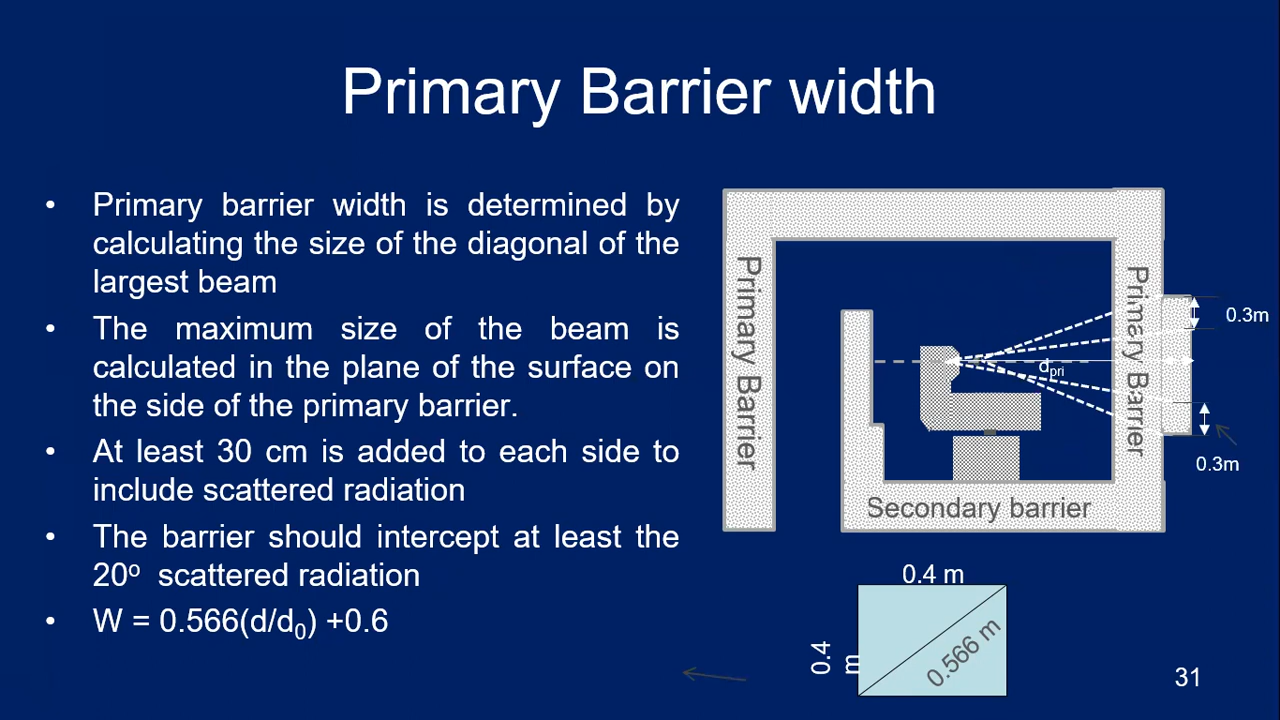 Primary Barrier width
• Primary barrier width is determined by
calculating the size of the diagonal of the
largest beam
• The maximum size of the beam is
calculated in the plane of the surface on
the side of the primary barrier.
• At least 30 cm is added to each side to
include scattered radiation
• The barrier should intercept at least the
20º scattered radiation
• W = 0.566(d/d₀) +0.6
Primary Barrier
Primary Barrier
0.3m
dpri
0.3m
Secondary barrier
0.4 m
0.4 m
0.566 m
31